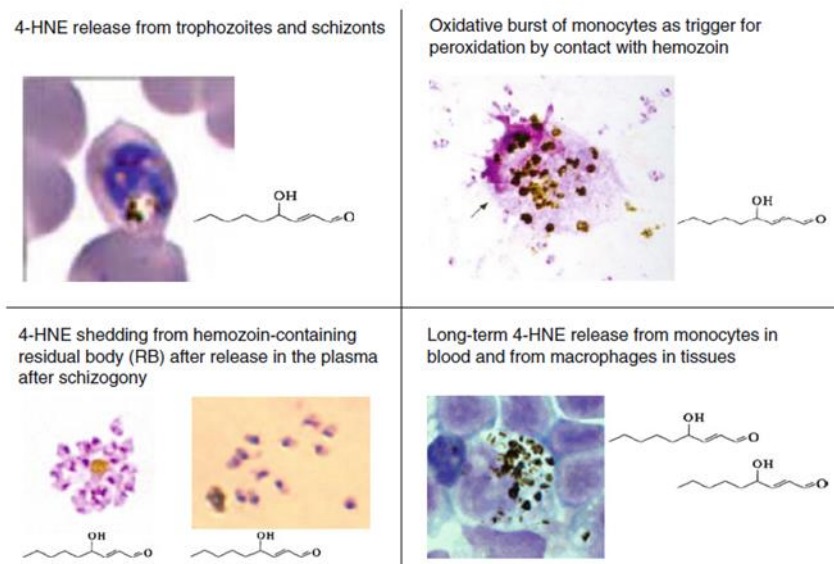 4-HNE release from trophozoites and schizonts
OH
O
Oxidative burst of monocytes as trigger for
peroxidation by contact with hemozoin
OH
O
4-HNE shedding from hemozoin-containing
residual body (RB) after release in the plasma
after schizogony
OH
O
OH
O
Long-term 4-HNE release from monocytes in
blood and from macrophages in tissues
OH
O
OH
O